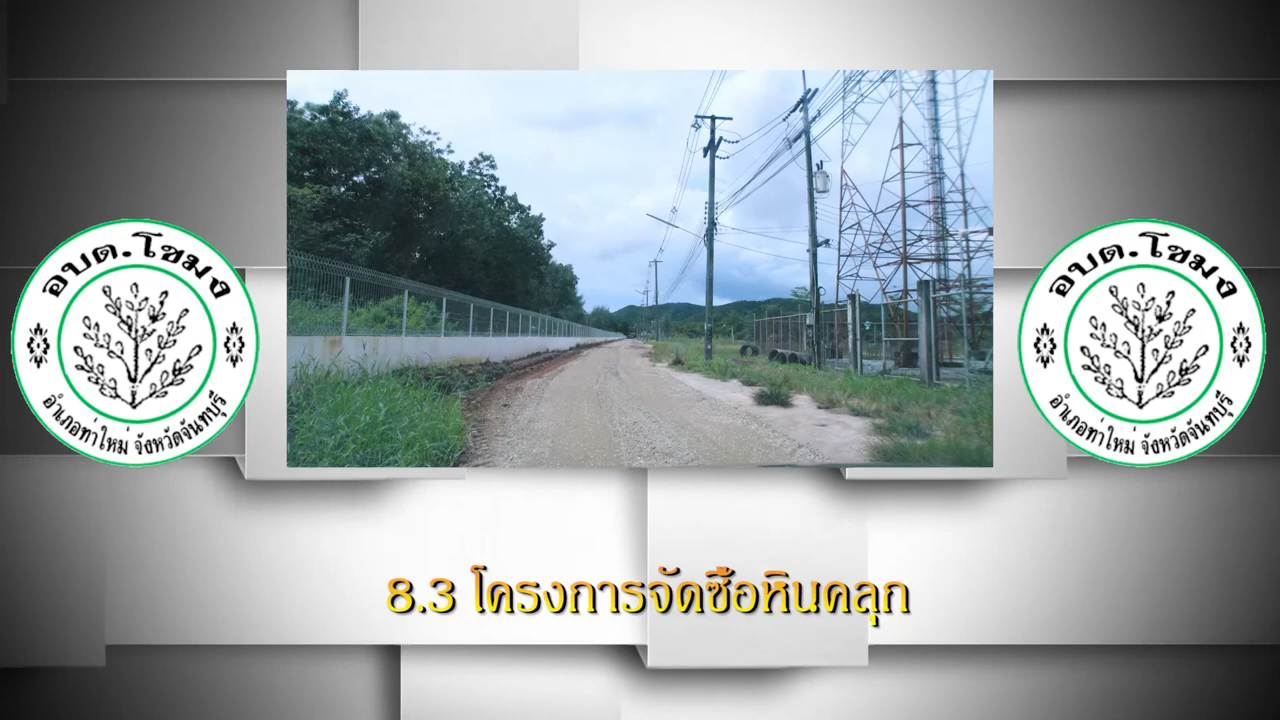 อบต.โขมง
อำเภอท่าใหม่ จังหวัดจันทบุรี
อบต.โขมง
อำเภอท่าใหม่ จังหวัดจันทบุรี
8.3 โครงการจัดซื้อหินคลุก